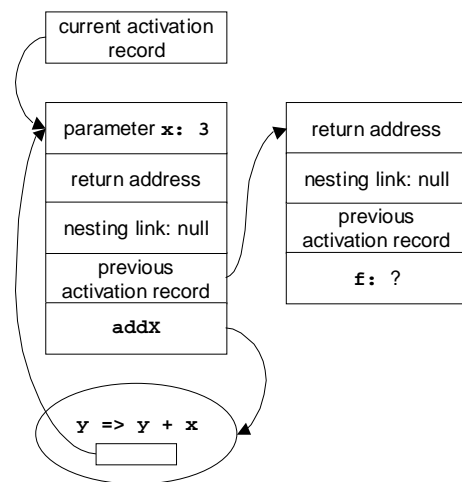 current activation
record
parameter x: 3
return address
nesting link: null
previous
activation record
addX
y => y + x
return address
nesting link: null
previous
activation record
f: ?